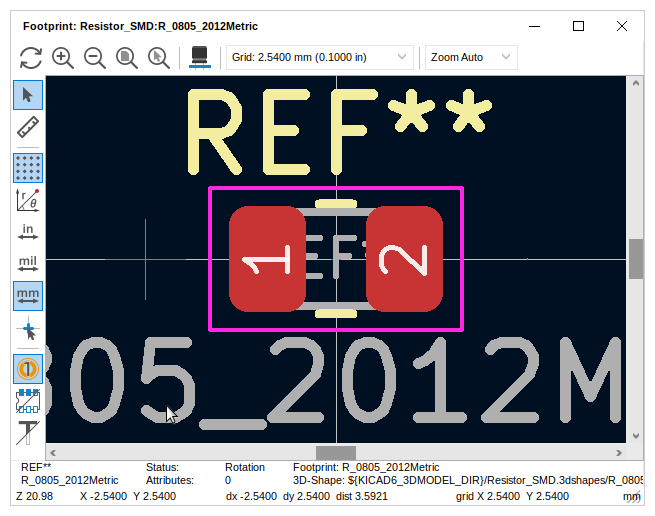 Footprint: Resistor_SMD:R_0805_2012Metric
Grid: 2.5400 mm (0.1000 in)
Zoom Auto
r
θ
in
mil
mm
REF**
1
EF*
2
805_2012M
REF**
Status:
Rotation
Footprint: R_0805_2012Metric
R_0805_2012Metric
Attributes:
0
3D-Shape: ${KICAD6_3DMODEL_DIR}/Resistor_SMD.3dshapes/R_0805
Z 20.98
X -2.5400 Y 2.5400
dx -2.5400 dy 2.5400 dist 3.5921
grid X 2.5400 Y 2.5400
mm